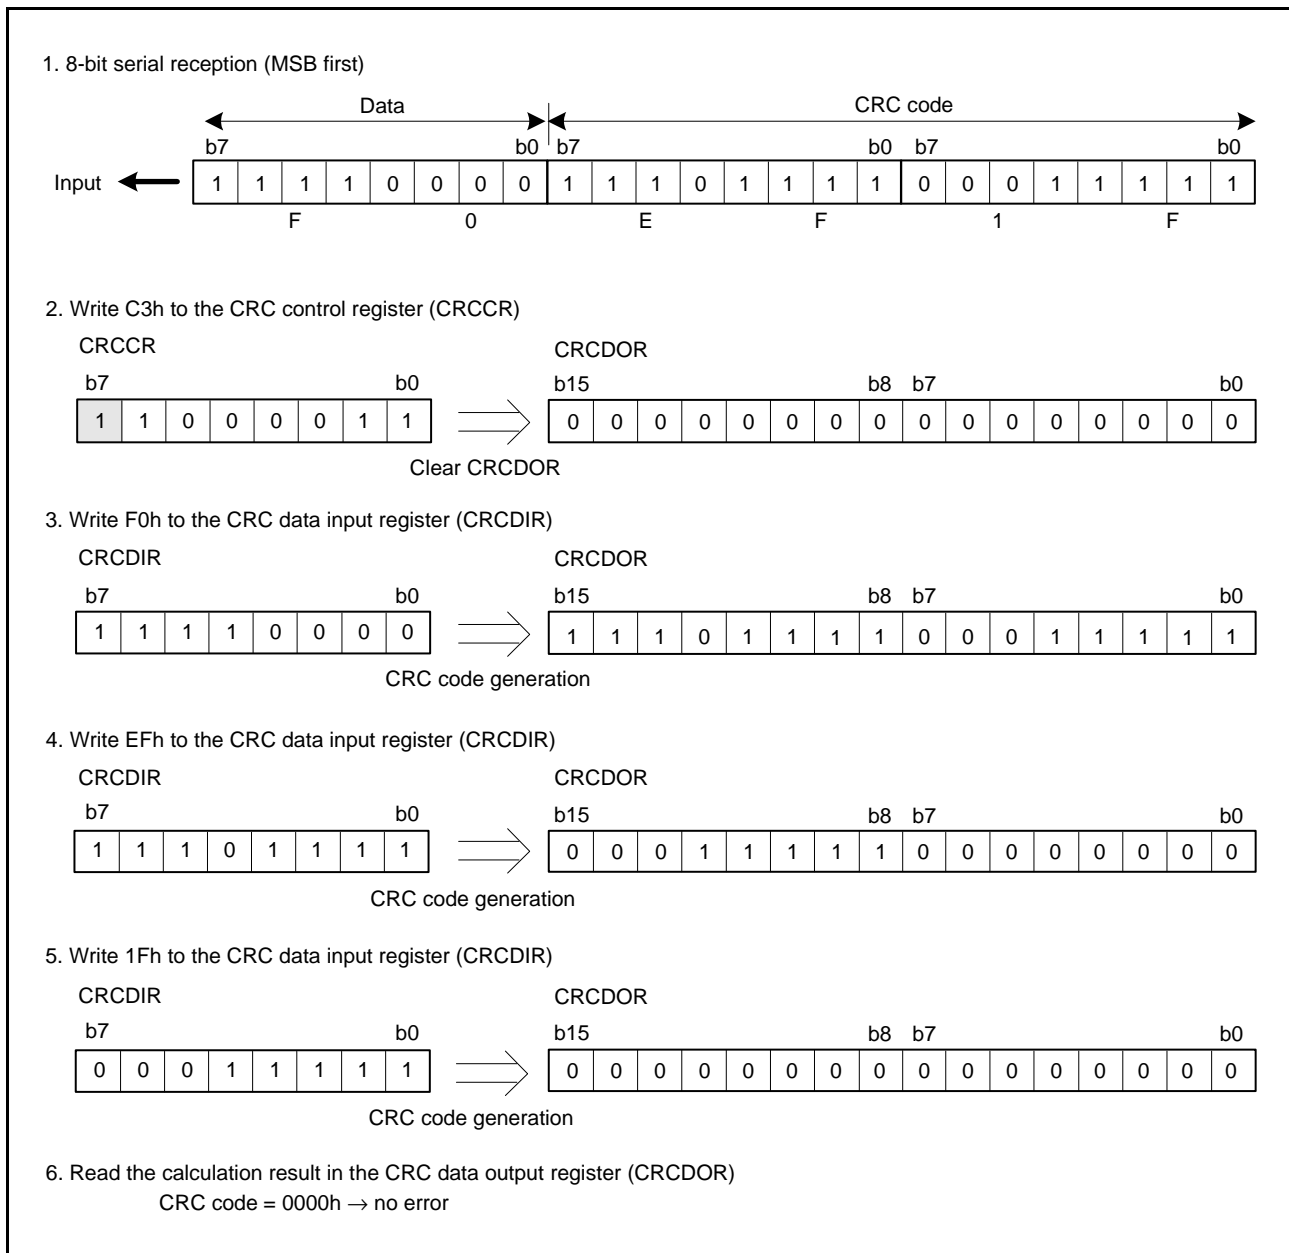 1. 8-bit serial reception (MSB first)
Data CRC code
b7 b0 b7 b0 b7 b0
Input 1 1 1 1 0 0 0 0 1 1 1 0 1 1 1 1 0 0 0 1 1 1 1 1
F 0 E F 1 F
2. Write C3h to the CRC control register (CRCCR)
CRCCR CRCDOR
b7 b0 b15 b8 b7 b0
1 1 0 0 0 0 1 1 0 0 0 0 0 0 0 0 0 0 0 0 0 0 0 0
Clear CRCDOR
3. Write F0h to the CRC data input register (CRCDIR)
CRCDIR CRCDOR
b7 b0 b15 b8 b7 b0
1 1 1 1 0 0 0 0 1 1 1 0 1 1 1 1 0 0 0 1 1 1 1 1
CRC code generation
4. Write EFh to the CRC data input register (CRCDIR)
CRCDIR CRCDOR
b7 b0 b15 b8 b7 b0
1 1 1 0 1 1 1 1 0 0 0 1 1 1 1 1 0 0 0 0 0 0 0 0
CRC code generation
5. Write 1Fh to the CRC data input register (CRCDIR)
CRCDIR CRCDOR
b7 b0 b15 b8 b7 b0
0 0 0 1 1 1 1 1 0 0 0 0 0 0 0 0 0 0 0 0 0 0 0 0
CRC code generation
6. Read the calculation result in the CRC data output register (CRCDOR)
CRC code = 0000h → no error